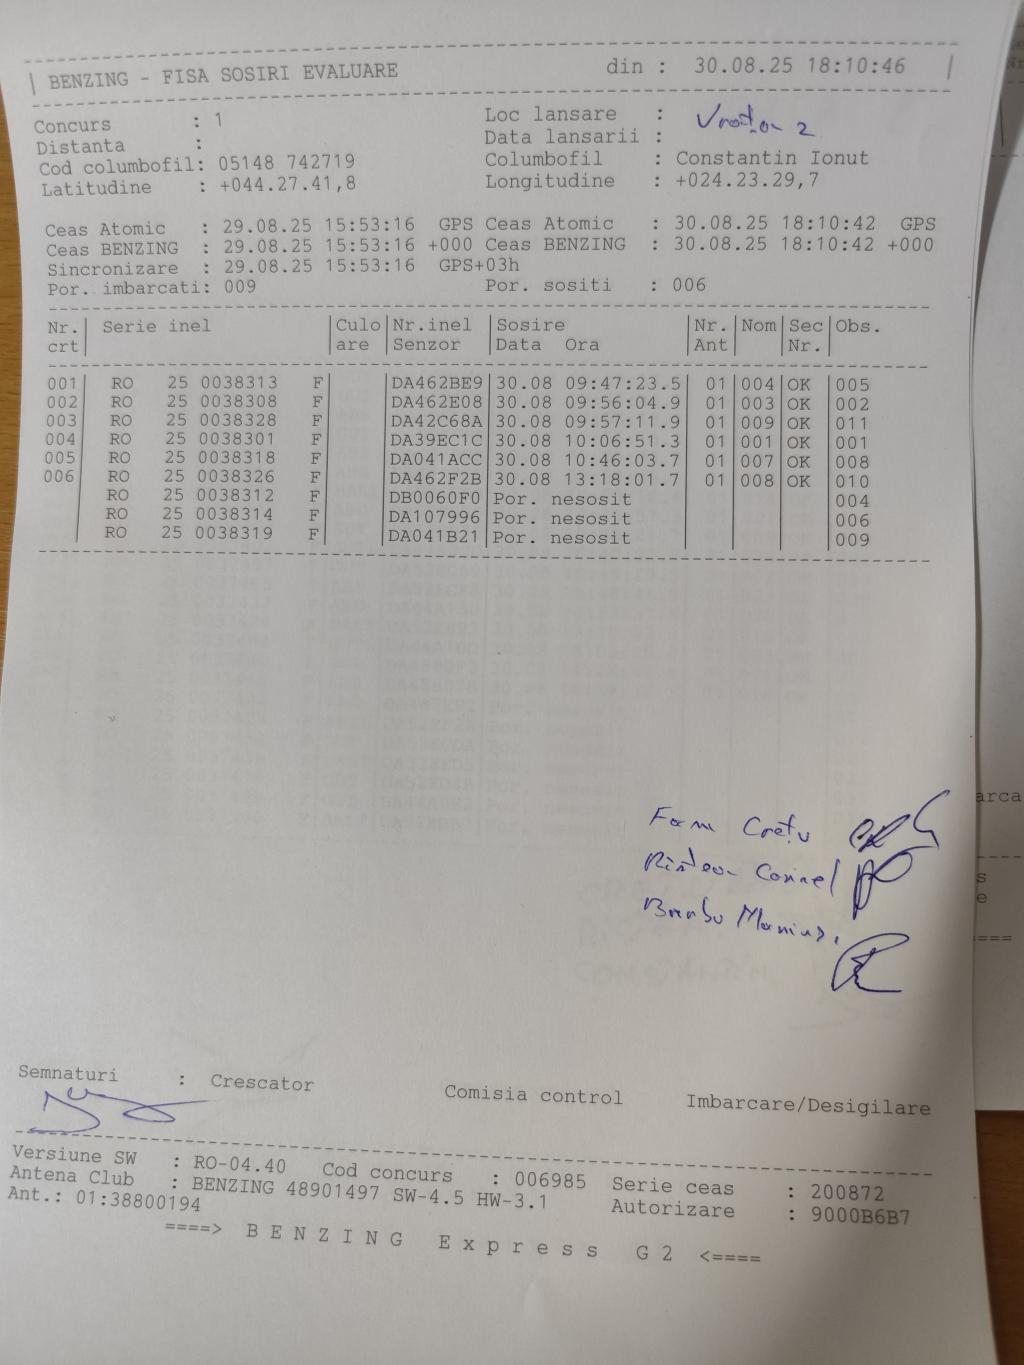 BENZING - FISA SOSIRI EVALUARE din : 30.08.25 18:10:46
Concurs : 1 Loc lansare :
Distanta : Data lansarii :
Cod columbofil: 05148 742719 Columbofil : Constantin Ionut
Latitudine : +044.27.41,8 Longitudine : +024.23.29,7
Ceas Atomic : 29.08.25 15:53:16 GPS Ceas Atomic : 30.08.25 18:10:42 GPS
Ceas BENZING : 29.08.25 15:53:16 +000 Ceas BENZING : 30.08.25 18:10:42 +000
Sincronizare : 29.08.25 15:53:16 GPS+03h
Por. imbarcati: 009 Por. sositi : 006
Nr. Serie inel Culo Nr.inel Sosire Nr. Nom Sec Obs.
crt are Senzor Data Ora Ant Nr.
001 RO 25 0038313 F DA462BE9 30.08 09:47:23.5 01 004 OK 005
002 RO 25 0038308 F DA462E08 30.08 09:56:04.9 01 003 OK 002
003 RO 25 0038328 F DA42C68A 30.08 09:57:11.9 01 009 OK 011
004 RO 25 0038301 F DA39EC1C 30.08 10:06:51.3 01 001 OK 001
005 RO 25 0038318 F DA041ACC 30.08 10:46:03.7 01 007 OK 008
006 RO 25 0038326 F DA462F2B 30.08 13:18:01.7 01 008 OK 010
RO 25 0038312 F DB0060F0 Por. nesosit 004
RO 25 0038314 F DA107996 Por. nesosit 006
RO 25 0038319 F DA041B21 Por. nesosit 009
Crețu
Barbu Marius
Semnaturi : Crescator Comisia control Imbarcare/Desigilare
Versiune SW : RO-04.40 Cod concurs : 006985 Serie ceas : 200872
Antena Club : BENZING 48901497 SW-4.5 HW-3.1 Autorizare : 9000B6B7
Ant.: 01:38800194
====> BENZING Express G2 <====